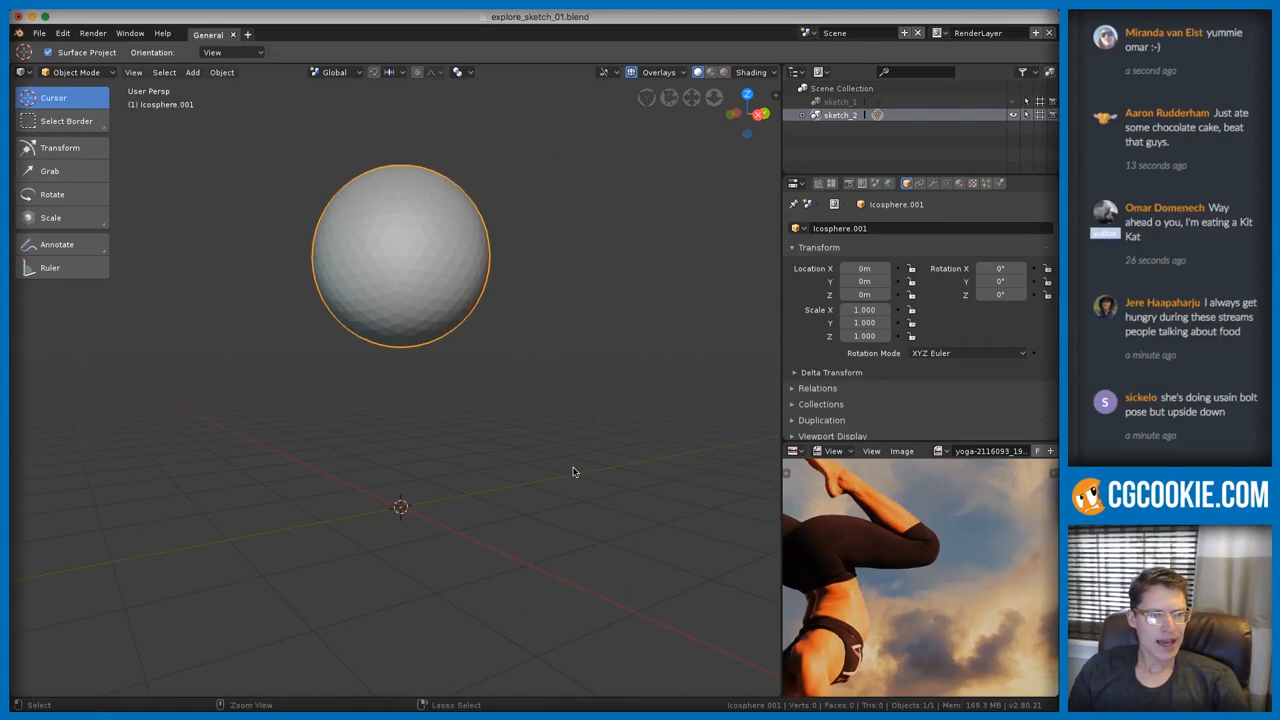 explore_sketch_01.blend
File Edit Render Window Help General Scene RenderLayer
Surface Project Orientation: View
Object Mode View Select Add Object Global Overlays Shading
Cursor
Select Border
Transform
Grab
Rotate
Scale
Annotate
Ruler
User Persp
(1) Icosphere.001
Z
X
Scene Collection
sketch_1
sketch_2
Icosphere.001
Icosphere.001
Transform
Location X 0m Rotation X 0°
Y 0m Y 0°
Z 0m Z 0°
Scale X 1.000
Y 1.000
Z 1.000
Rotation Mode XYZ Euler
Delta Transform
Relations
Collections
Duplication
Viewport Display
View View Image yoga-2116093_19... F
Select Zoom View Lasso Select Icosphere.001 | Verts:0 | Faces:0 | Tris:0 | Objects:1/1 | Mem: 169.3 MB | v2.80.21
Miranda van Elst yummie
omar :-)
a second ago
Aaron Rudderham Just ate
some chocolate cake, beat
that guys.
13 seconds ago
Omar Domenech Way
ahead o you, I'm eating a Kit
Kat
author
26 seconds ago
Jere Haapaharju I always get
hungry during these streams
people talking about food
a minute ago
S
sickelo she's doing usain bolt
pose but upside down
a minute ago
CGCOOKIE.COM